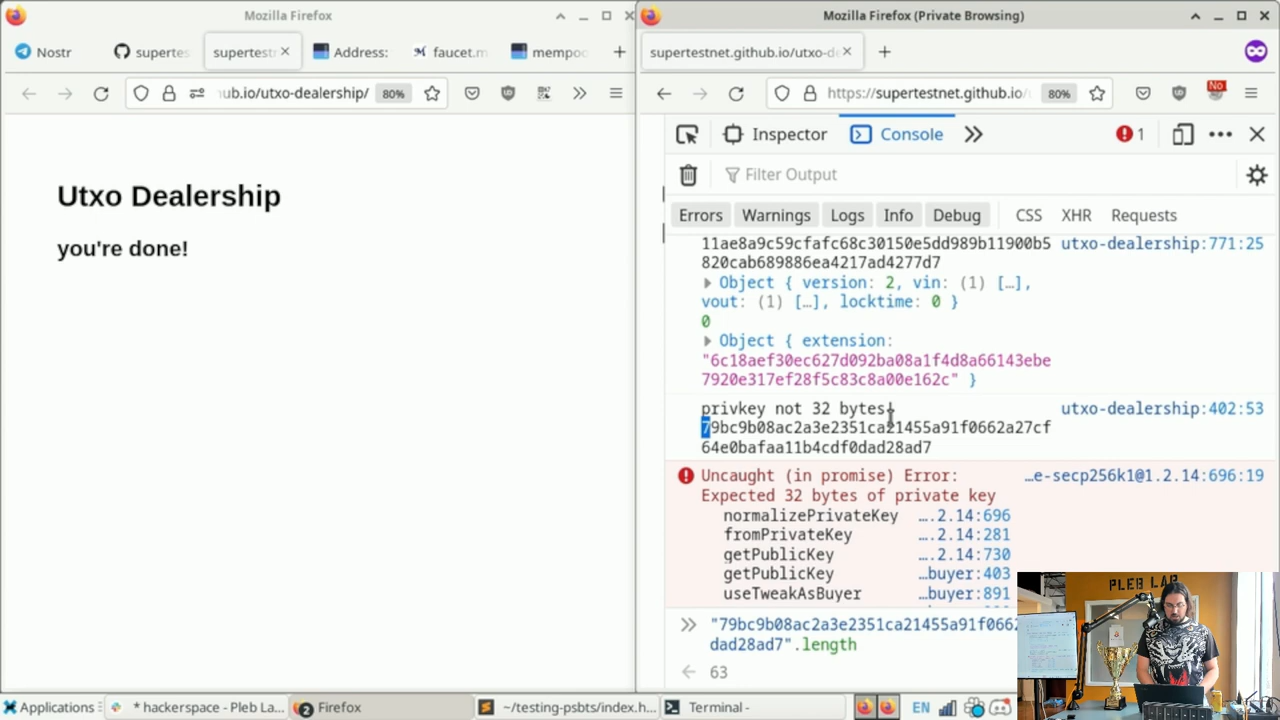 Mozilla Firefox
Nostr
supertes
supertestn
Address:
faucet.m
mempoo
ub.io/utxo-dealership/
80%
Utxo Dealership
you're done!
Mozilla Firefox (Private Browsing)
supertestnet.github.io/utxo-de
https://supertestnet.github.io/
80%
No
Inspector
Console
1
Filter Output
Errors
Warnings
Logs
Info
Debug
CSS
XHR
Requests
11ae8a9c59cfafc68c30150e5dd989b11900b5 utxo-dealership:771:25
820cab689886ea4217ad4277d7
Object { version: 2, vin: (1) […],
vout: (1) […], locktime: 0 }
0
Object { extension:
"6c18aef30ec627d092ba08a1f4d8a66143ebe
7920e317ef28f5c83c8a00e162c" }
privkey not 32 bytes! utxo-dealership:402:53
79bc9b08ac2a3e2351ca21455a91f0662a27cf
64e0bafaa11b4cdf0dad28ad7
Uncaught (in promise) Error: …e-secp256k1@1.2.14:696:19
Expected 32 bytes of private key
normalizePrivateKey ….2.14:696
fromPrivateKey ….2.14:281
getPublicKey ….2.14:730
getPublicKey …buyer:403
useTweakAsBuyer …buyer:891
"79bc9b08ac2a3e2351ca21455a91f0662
dad28ad7".length
63
PLEB LAB
Applications
* hackerspace - Pleb La...
2 Firefox
~/testing-psbts/index.h...
Terminal -
EN